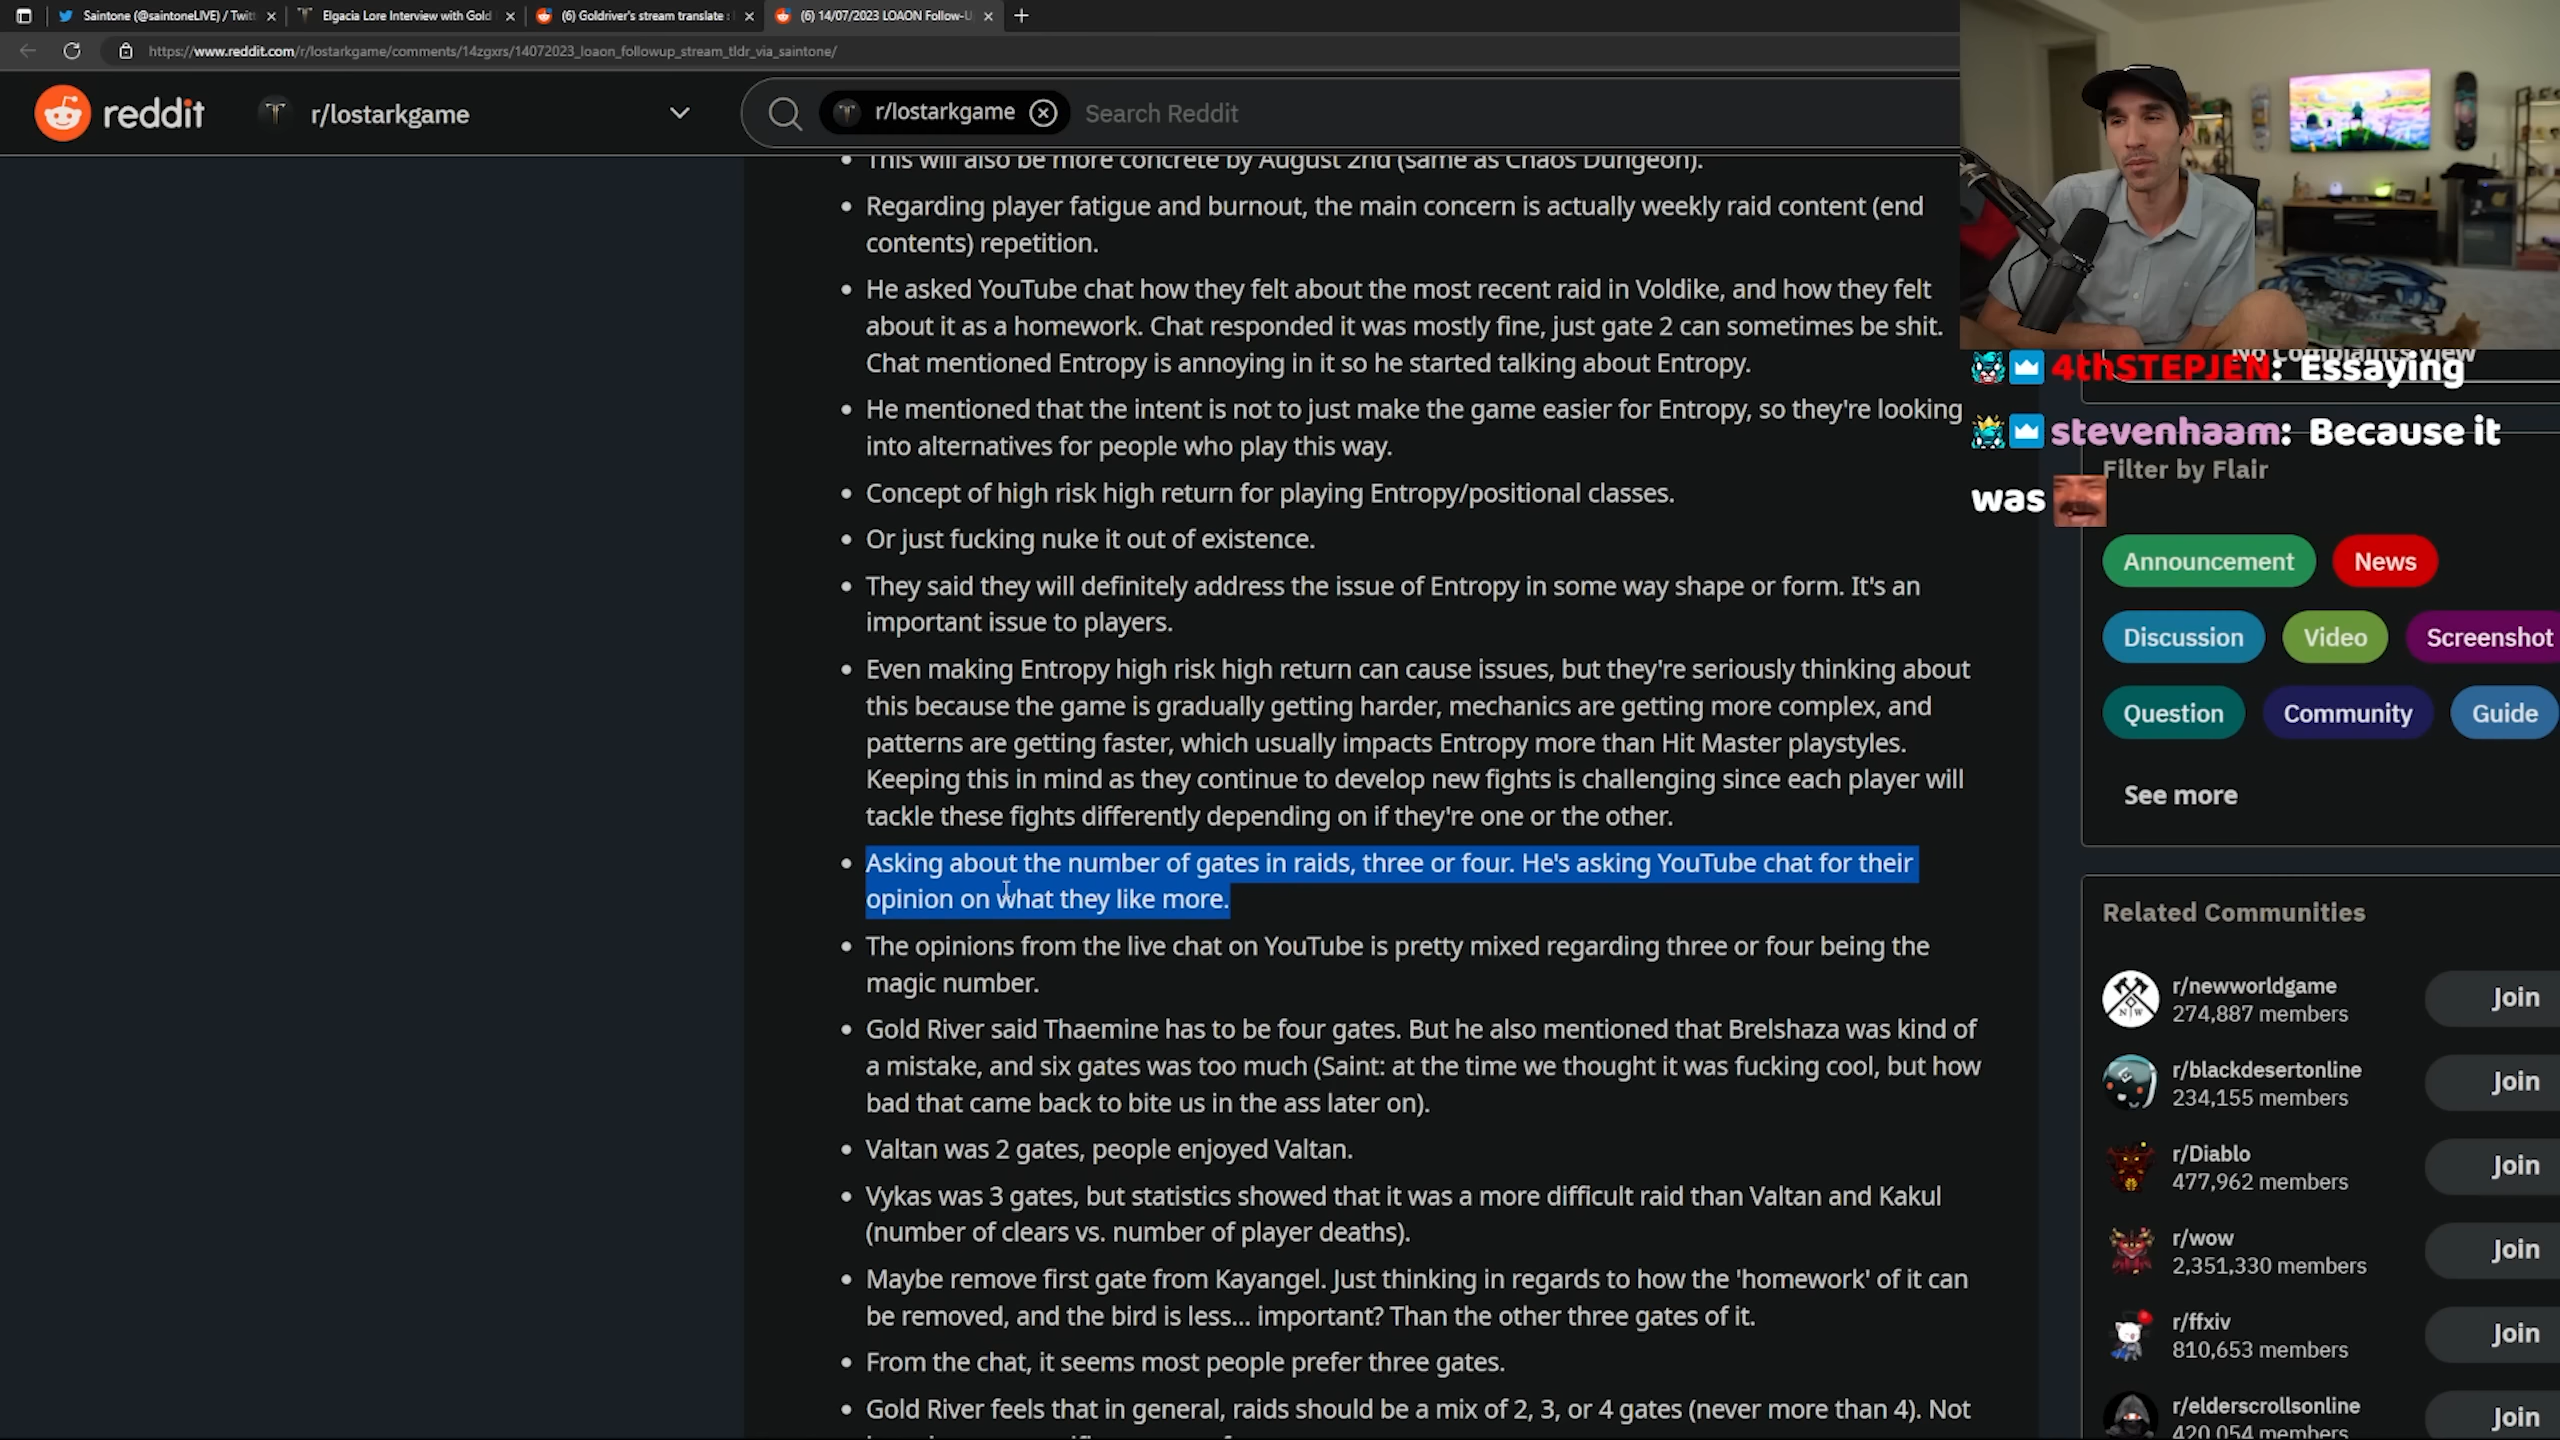 Saintone (@saintoneLIVE) / Twitt
Elgacia Lore Interview with Gold
(6) Goldriver's stream translate :
(6) 14/07/2023 LOAON Follow-U
https://www.reddit.com/r/lostarkgame/comments/14zgxrs/14072023_loaon_followup_stream_tldr_via_saintone/
reddit
r/lostarkgame
r/lostarkgame
Search Reddit
This will also be more concrete by August 2nd (same as Chaos Dungeon).
Regarding player fatigue and burnout, the main concern is actually weekly raid content (end
contents) repetition.
He asked YouTube chat how they felt about the most recent raid in Voldike, and how they felt
about it as a homework. Chat responded it was mostly fine, just gate 2 can sometimes be shit.
Chat mentioned Entropy is annoying in it so he started talking about Entropy.
He mentioned that the intent is not to just make the game easier for Entropy, so they're looking
into alternatives for people who play this way.
Concept of high risk high return for playing Entropy/positional classes.
Or just fucking nuke it out of existence.
They said they will definitely address the issue of Entropy in some way shape or form. It's an
important issue to players.
Even making Entropy high risk high return can cause issues, but they're seriously thinking about
this because the game is gradually getting harder, mechanics are getting more complex, and
patterns are getting faster, which usually impacts Entropy more than Hit Master playstyles.
Keeping this in mind as they continue to develop new fights is challenging since each player will
tackle these fights differently depending on if they're one or the other.
Asking about the number of gates in raids, three or four. He's asking YouTube chat for their
opinion on what they like more.
The opinions from the live chat on YouTube is pretty mixed regarding three or four being the
magic number.
Gold River said Thaemine has to be four gates. But he also mentioned that Brelshaza was kind of
a mistake, and six gates was too much (Saint: at the time we thought it was fucking cool, but how
bad that came back to bite us in the ass later on).
Valtan was 2 gates, people enjoyed Valtan.
Vykas was 3 gates, but statistics showed that it was a more difficult raid than Valtan and Kakul
(number of clears vs. number of player deaths).
Maybe remove first gate from Kayangel. Just thinking in regards to how the 'homework' of it can
be removed, and the bird is less... important? Than the other three gates of it.
From the chat, it seems most people prefer three gates.
Gold River feels that in general, raids should be a mix of 2, 3, or 4 gates (never more than 4). Not
No Complaints View
4thSTEPJEN: Essaying
stevenhaam: Because it
was
Filter by Flair
Announcement
News
Discussion
Video
Screenshot
Question
Community
Guide
See more
Related Communities
r/newworldgame
274,887 members
Join
r/blackdesertonline
234,155 members
Join
r/Diablo
477,962 members
Join
r/wow
2,351,330 members
Join
r/ffxiv
810,653 members
Join
r/elderscrollsonline
420,054 members
Join